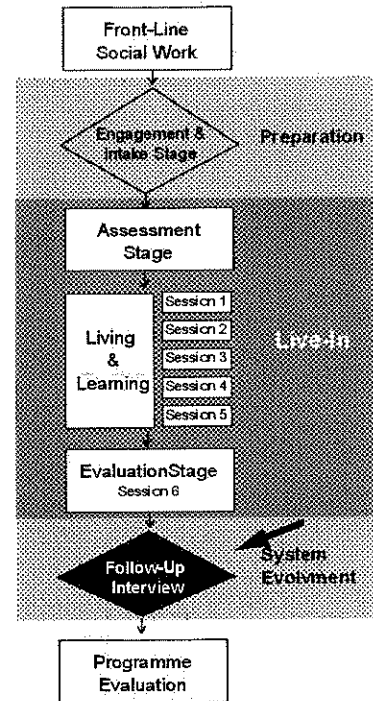 Front-Line
Social Work
Engagement &
Intake Stage
Preparation
Assessment
Stage
Living
&
Learning
Session 1
Session 2
Session 3
Session 4
Session 5
Live-In
EvaluationStage
Session 6
Follow-Up
Interview
System
Evolvment
Programme
Evaluation